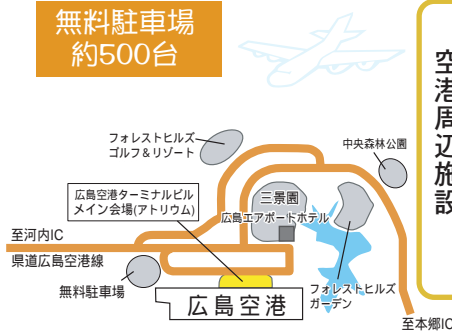 無料駐車場
約500台
空港周辺施設
フォレストヒルズ
ゴルフ＆リゾート
中央森林公園
広島空港ターミナルビル
メイン会場(アトリウム)
三景園
広島エアポートホテル
至河内IC
県道広島空港線
無料駐車場
フォレストヒルズ
ガーデン
広島空港
至本郷IC